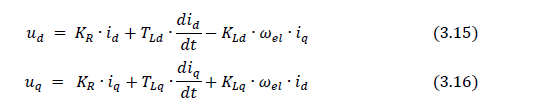 u_d = K_R · i_d + T_Ld · di_d/dt − K_Ld · ω_el · i_q (3.15)
u_q = K_R · i_q + T_Lq · di_q/dt + K_Lq · ω_el · i_d (3.16)